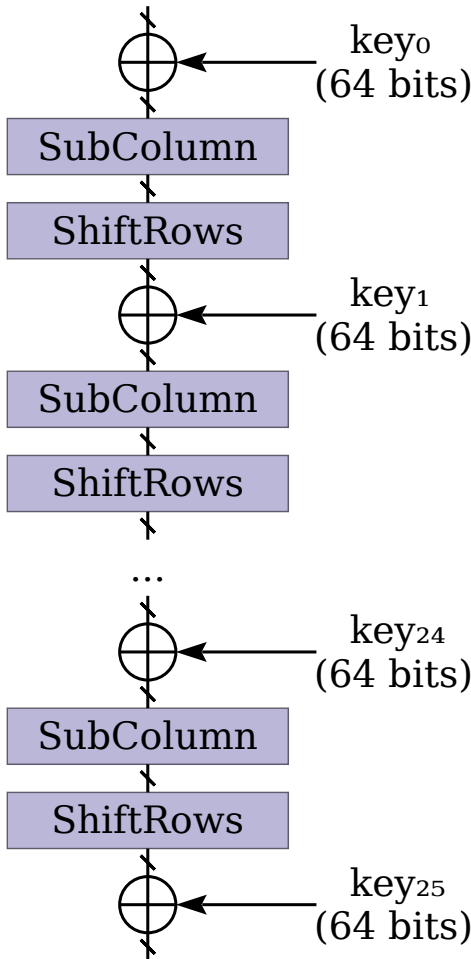 key₀
(64 bits)
SubColumn
ShiftRows
key₁
(64 bits)
SubColumn
ShiftRows
...
key₂₄
(64 bits)
SubColumn
ShiftRows
key₂₅
(64 bits)